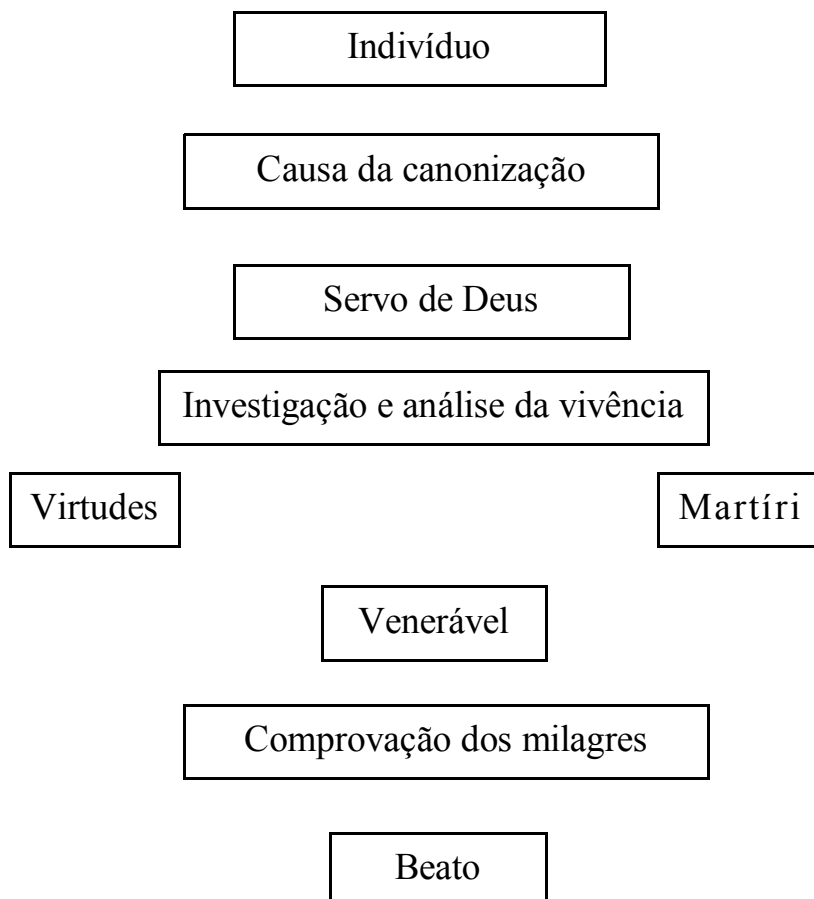 Indivíduo
Causa da canonização
Servo de Deus
Investigação e análise da vivência
Virtudes
Martíri
Venerável
Comprovação dos milagres
Beato